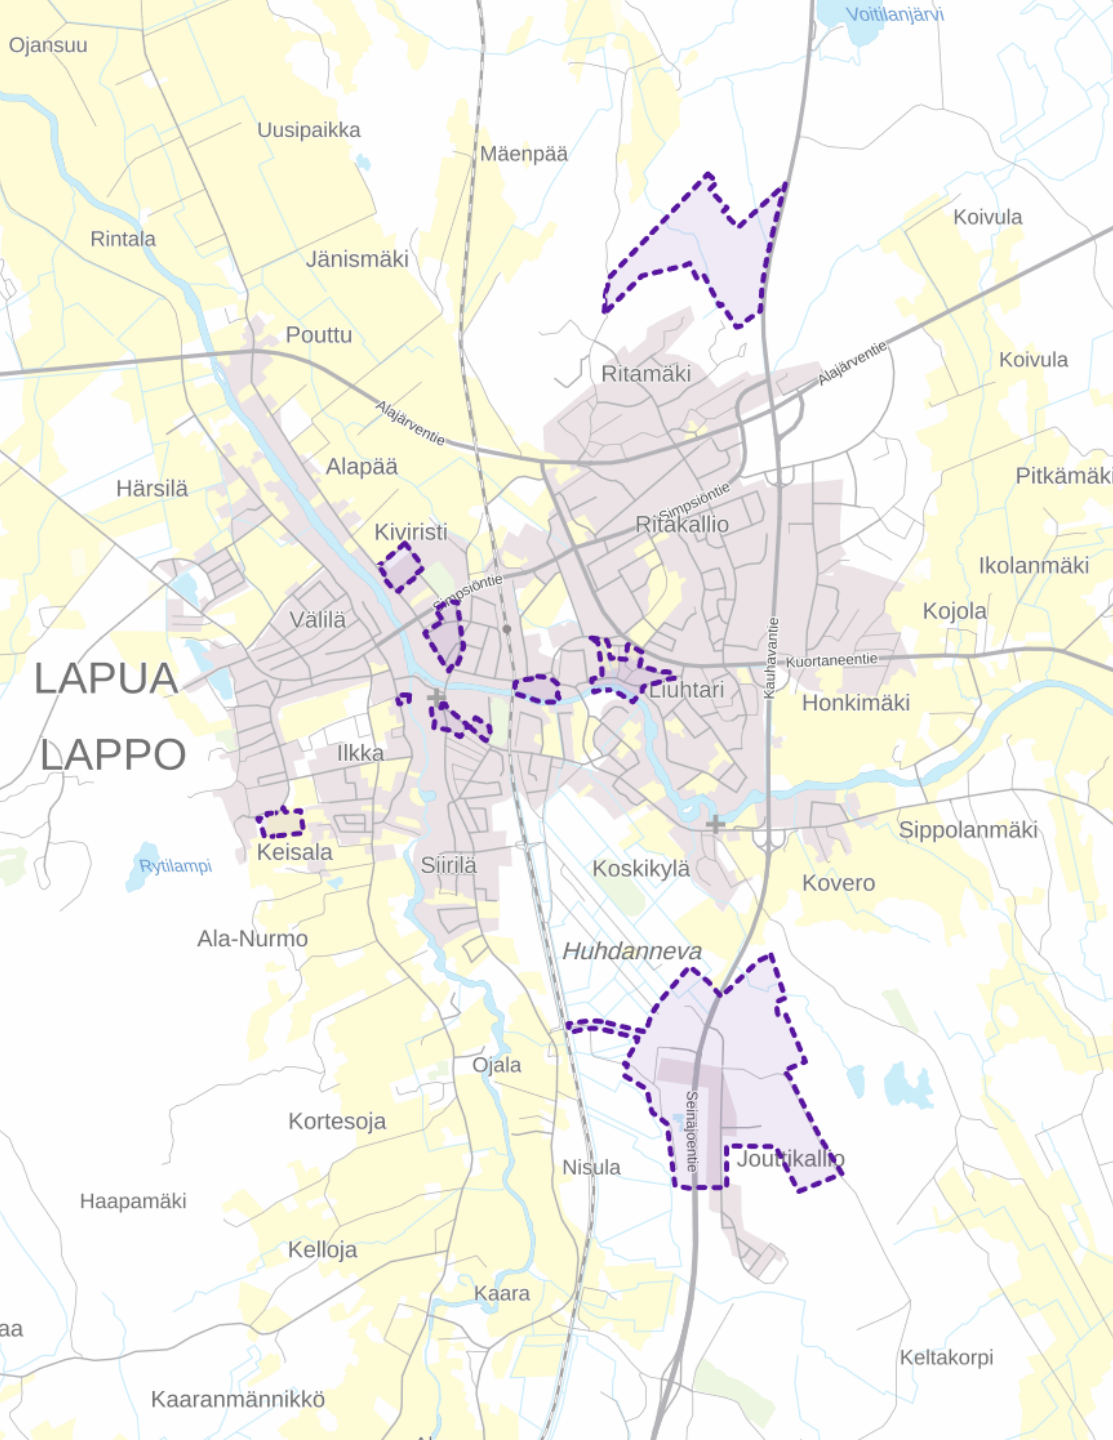 Voitilanjärvi
Ojansuu
Uusipaikka
Mäenpää
Koivula
Rintala
Jänismäki
Pouttu
Alajärventie
Koivula
Ritamäki
Alajärventie
Alapää
Pitkämäki
Härsilä
Simpsiöntie
Kiviristi
Ritakallio
Ikolanmäki
Simpsiöntie
Kojola
Välilä
Kauhavantie
Kuortaneentie
LAPUA
Liuhtari
Honkimäki
LAPPO
Ilkka
Sippolanmäki
Keisala
Rytilampi
Siirilä
Koskikylä
Kovero
Ala-Nurmo
Huhdanneva
Ojala
Seinäjoentie
Kortesoja
Jouttikallio
Nisula
Haapamäki
Kelloja
Kaara
aa
Keltakorpi
Kaaranmännikkö